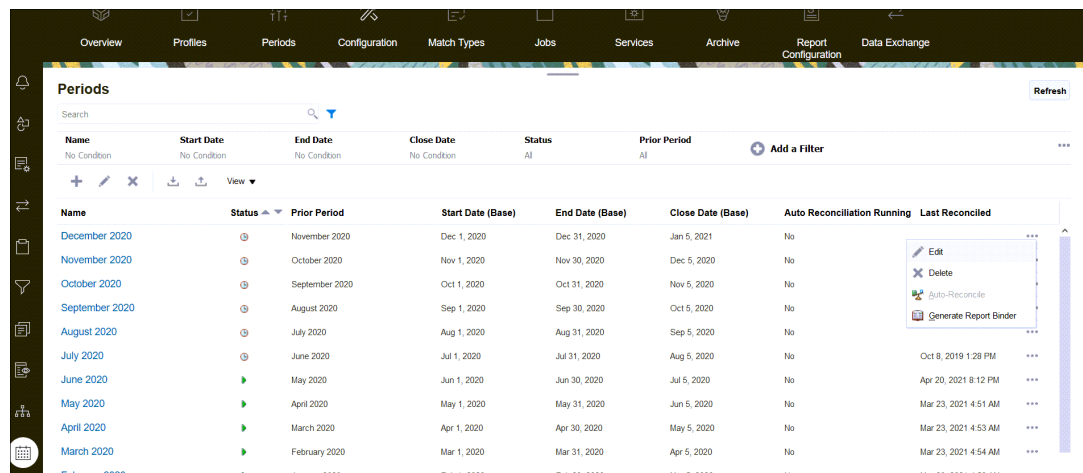 Overview Profiles Periods Configuration Match Types Jobs Services Archive Report Configuration Data Exchange
Periods
Refresh
Search
Name Start Date End Date Close Date Status Prior Period
No Condition No Condition No Condition No Condition All All
Add a Filter
View
Name Status Prior Period Start Date (Base) End Date (Base) Close Date (Base) Auto Reconciliation Running Last Reconciled
December 2020 November 2020 Dec 1, 2020 Dec 31, 2020 Jan 5, 2021 No
November 2020 October 2020 Nov 1, 2020 Nov 30, 2020 Dec 5, 2020 No
October 2020 September 2020 Oct 1, 2020 Oct 31, 2020 Nov 5, 2020 No
September 2020 August 2020 Sep 1, 2020 Sep 30, 2020 Oct 5, 2020 No
August 2020 July 2020 Aug 1, 2020 Aug 31, 2020 Sep 5, 2020 No
Edit
Delete
Auto-Reconcile
Generate Report Binder
July 2020 June 2020 Jul 1, 2020 Jul 31, 2020 Aug 5, 2020 No Oct 8, 2019 1:28 PM
June 2020 May 2020 Jun 1, 2020 Jun 30, 2020 Jul 5, 2020 No Apr 20, 2021 8:12 PM
May 2020 April 2020 May 1, 2020 May 31, 2020 Jun 5, 2020 No Mar 23, 2021 4:51 AM
April 2020 March 2020 Apr 1, 2020 Apr 30, 2020 May 5, 2020 No Mar 23, 2021 4:53 AM
March 2020 February 2020 Mar 1, 2020 Mar 31, 2020 Apr 5, 2020 No Mar 23, 2021 4:54 AM